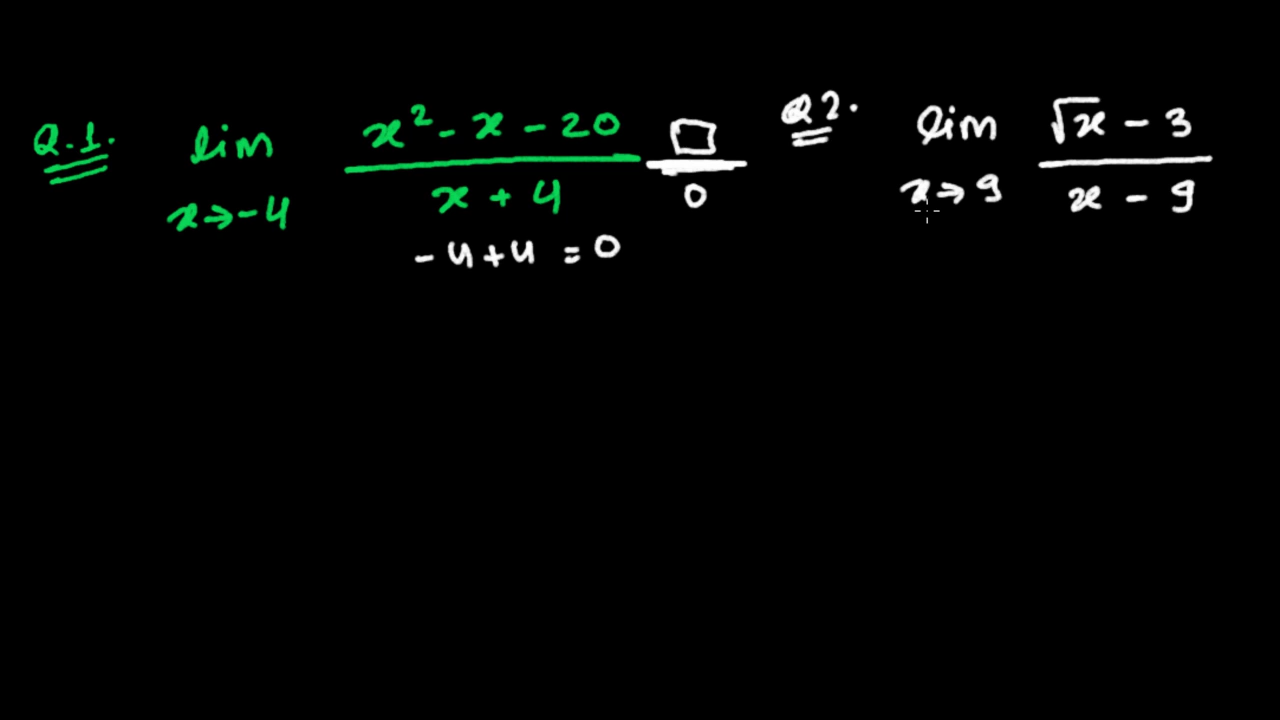 Q.1. lim x→-4 (x² - x - 20)/(x + 4) □/0
-4+4 = 0
Q2. lim x→9 (√x - 3)/(x - 9)